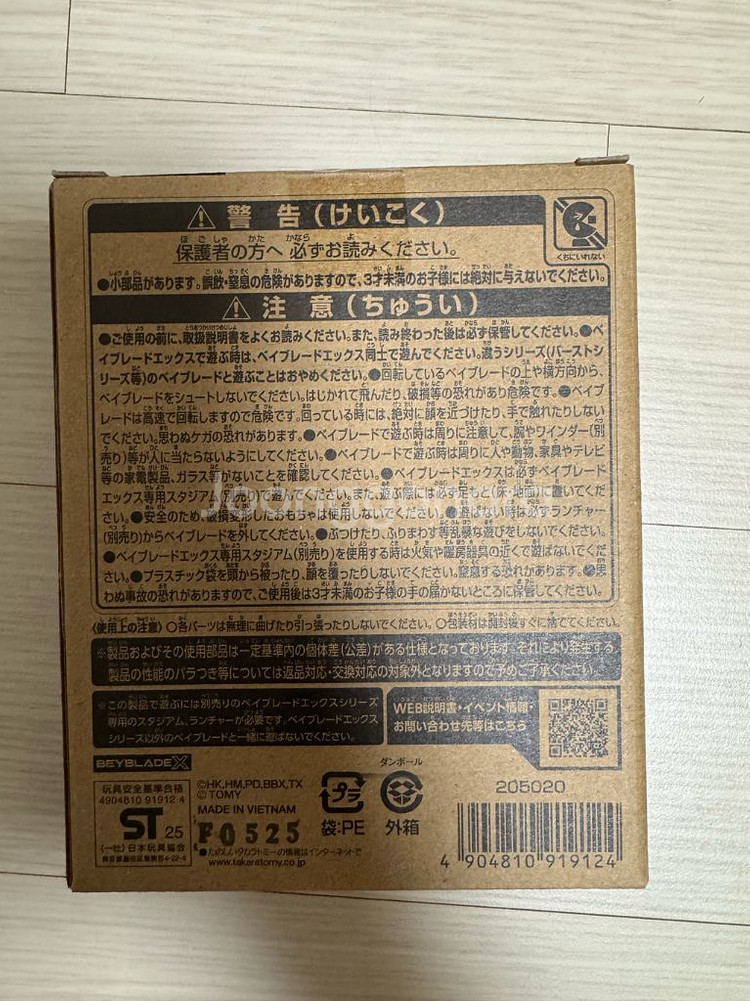 ⚠ 警告(けいこく)
くちにいれない
保護者の方へ 必ずお読みください。
●小部品があります。誤飲・窒息の危険がありますので、3才未満のお子様には絶対に与えないでください。
⚠ 注意(ちゅうい)
●ご使用の前に、取扱説明書をよくお読みください。また、読み終わった後は必ず保管してください。●ベ
イブレードエックスで遊ぶ時は、ベイブレードエックス同士で遊んでください。違うシリーズ(バーストシ
リーズ等)のベイブレードと遊ぶことはおやめください。●回転しているベイブレードの上や横方向から、
ベイブレードをシュートしないでください。はじかれて飛んだり、破損等の恐れがあり危険です。●ベイブ
レードは高速で回転しますので危険です。回っている時には、絶対に顔を近づけたり、手で触れたりしない
でください。思わぬケガの恐れがあります。●ベイブレードで遊ぶ時は周りに注意して、腕やワインダー(別
売り)等が人に当たらないようにしてください。●ベイブレードで遊ぶ時は周りに人や動物、家具やテレビ
等の家電製品、ガラス等がないことを確認してください。●ベイブレードエックスは必ずベイブレード
エックス専用スタジアム(別売り)で遊んでください。また、遊ぶ際には必ず足もと(床・地面)に置いてくださ
い。●安全のため、破損変形したおもちゃは使用しないでください。●遊ばない時は必ずランチャー
(別売り)からベイブレードを外してください。●ぶつけたり、ふりまわす等乱暴な遊びをしないでください。
●ベイブレードエックス専用スタジアム(別売り)を使用する時は火気や暖房器具の近くで遊ばないでくだ
さい。●プラスチック袋を頭から被ったり、顔を覆ったりしないでください。窒息する恐れがあります。●思
わぬ事故の恐れがありますので、ご使用後は3才未満のお子様の手の届かないところに保管してください。
〈使用上の注意〉○各パーツは無理に曲げたり引っ張ったりしないでください。○包装材は開封後すぐに捨ててください。
※製品およびその使用部品は一定基準内の個体差(公差)がある仕様となっております。それにより発生する
製品の性能のバラつき等については返品対応・交換対応の対象外となりますので予めご了承ください。
※この製品で遊ぶには別売りのベイブレードエックスシリーズ
専用のスタジアム、ランチャーが必要です。ベイブレードエックス
シリーズ以外のベイブレードと一緒に遊ばないでください。
WEB説明書・イベント情報・
お問い合わせ先等はこちら
BEYBLADE X
玩具安全基準合格
4904810 91912 4
ST 25
(一社)日本玩具協会
東京都墨田区東駒形4-22-4
©HK,HM,PD,BBX,TX
© TOMY
MADE IN VIETNAM
F0525
●たのしいタカラトミーの情報はインターネットで
www.takaratomy.co.jp
プラ
袋:PE
ダンボール
外箱
205020
4 904810 919124